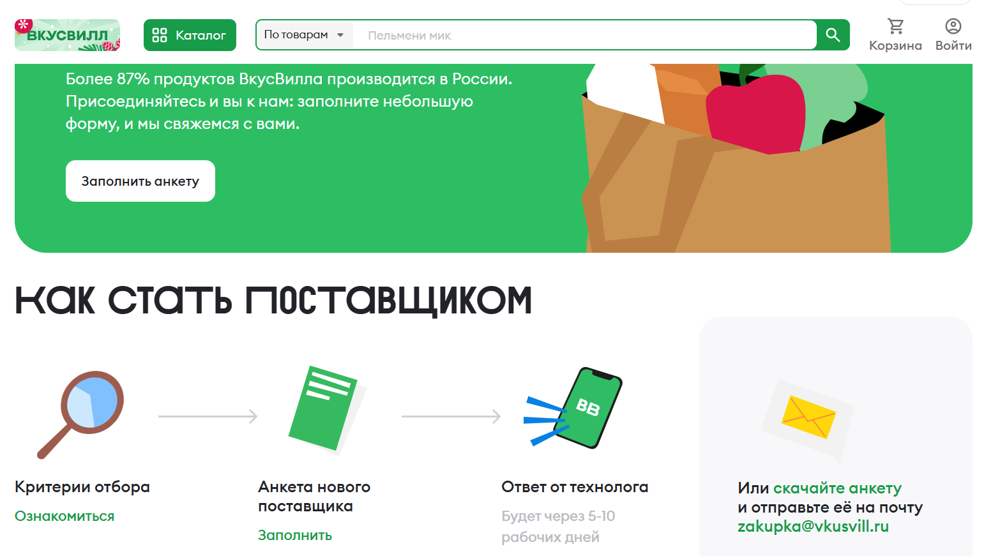 ВКУСВИЛЛ
Каталог
По товарам
Пельмени мик
Корзина
Войти
Более 87% продуктов ВкусВилла производится в России.
Присоединяйтесь и вы к нам: заполните небольшую
форму, и мы свяжемся с вами.
Заполнить анкету
Как стать поставщиком
Критерии отбора
Ознакомиться
Анкета нового
поставщика
Заполнить
ВВ
Ответ от технолога
Будет через 5-10
рабочих дней
Или скачайте анкету
и отправьте её на почту
zakupka@vkusvill.ru